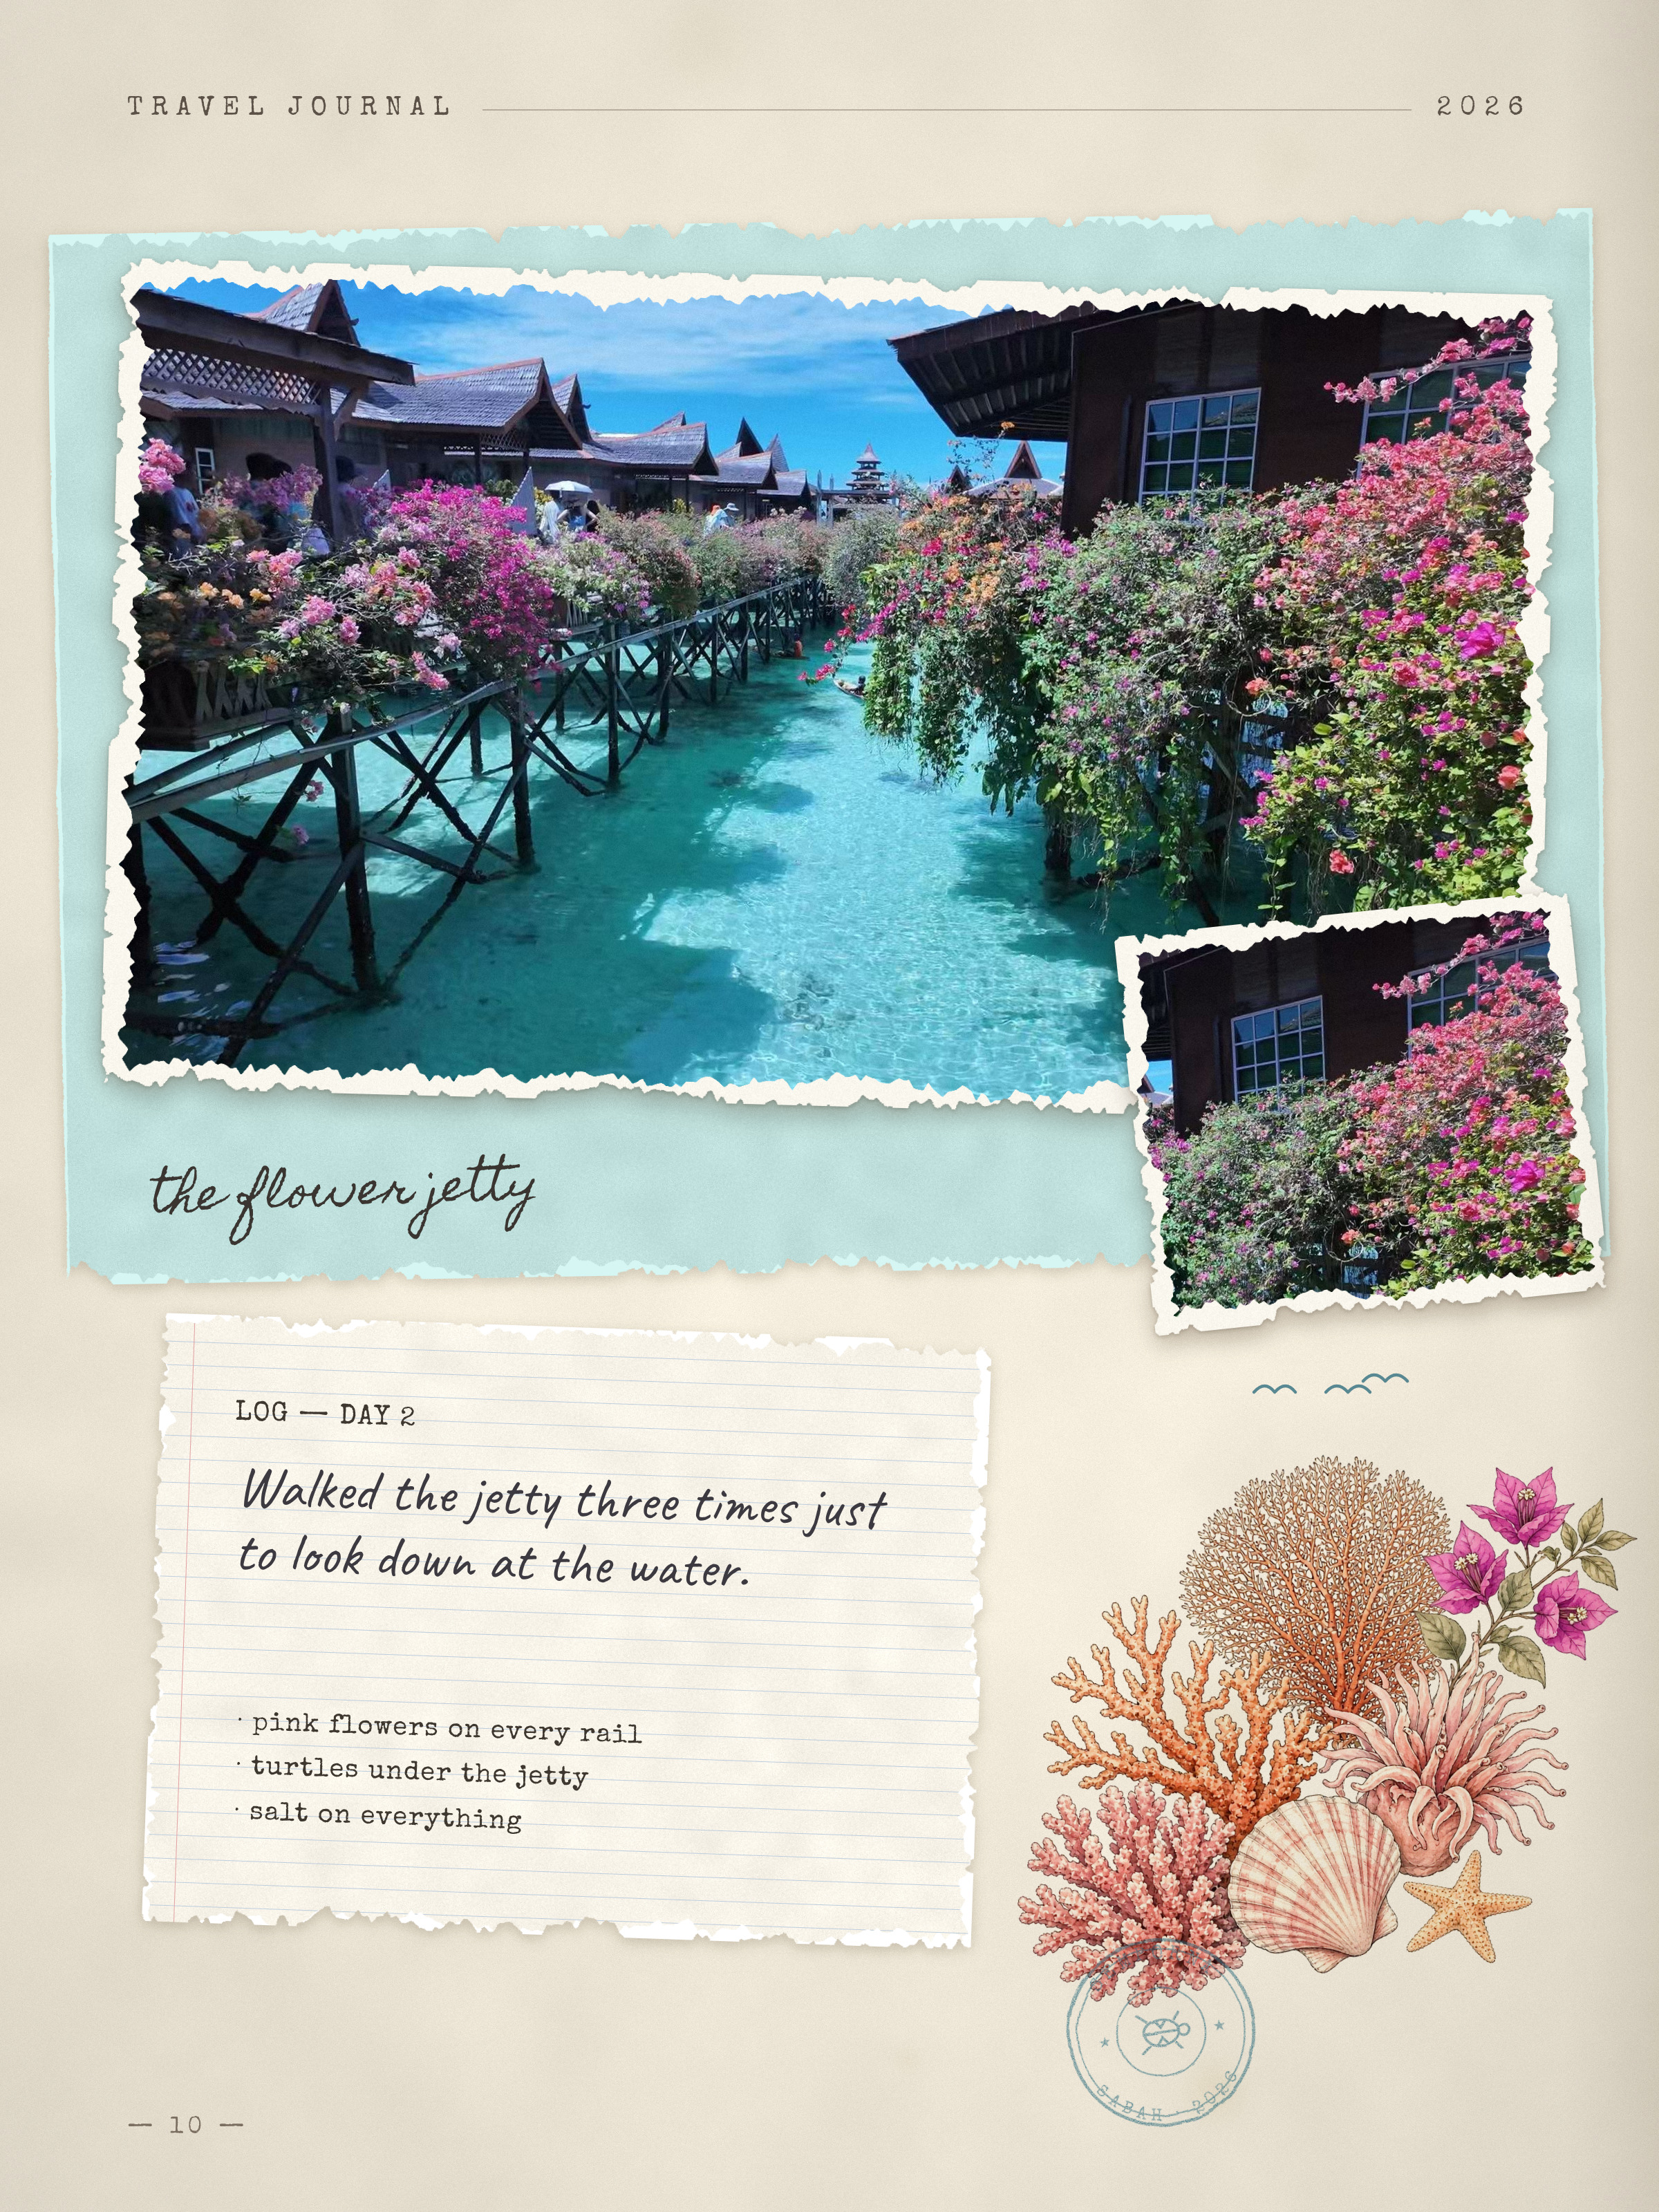 TRAVEL JOURNAL 2026
the flower jetty
LOG — DAY 2
Walked the jetty three times just
to look down at the water.
· pink flowers on every rail
· turtles under the jetty
· salt on everything
SABAH · 2026
— 10 —